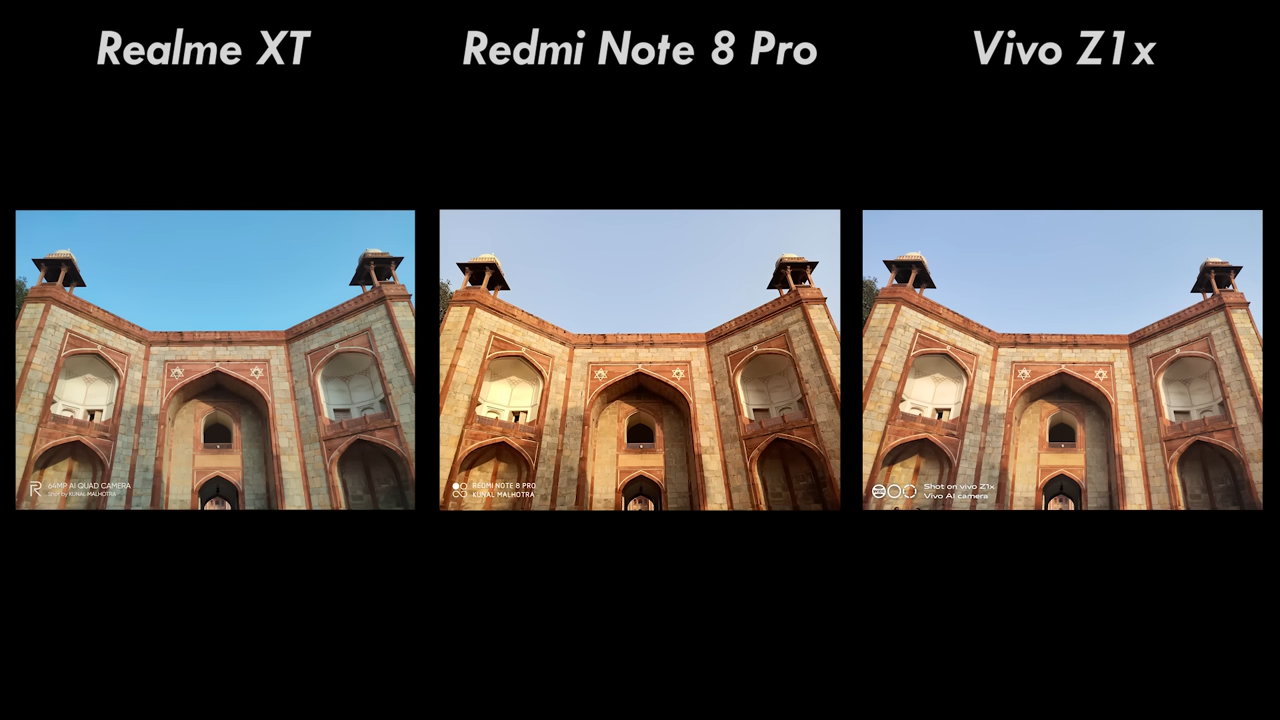 Realme XT
Redmi Note 8 Pro
Vivo Z1x
64MP AI QUAD CAMERA
Shot by KUNAL MALHOTRA
REDMI NOTE 8 PRO
KUNAL MALHOTRA
Shot on vivo Z1x
Vivo AI camera